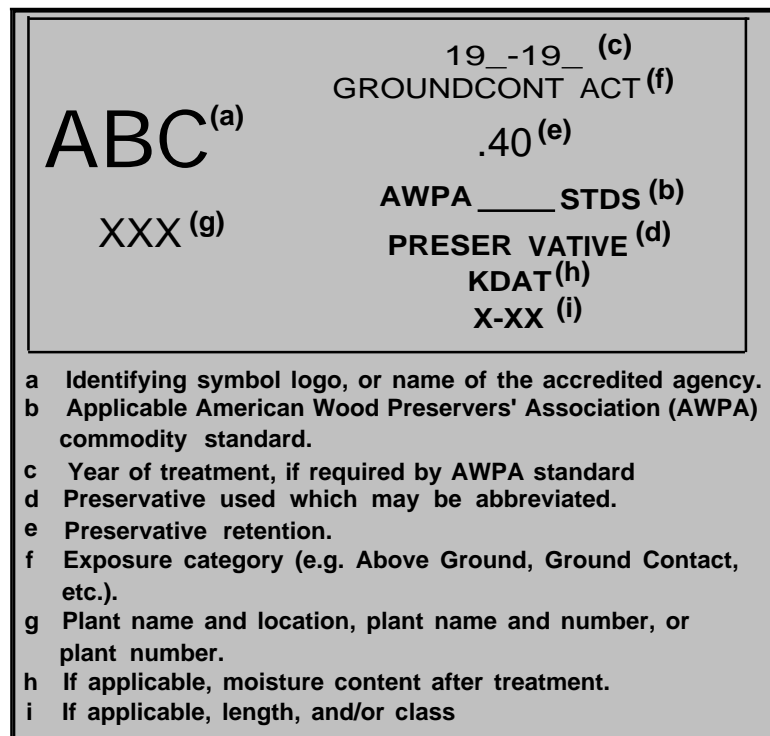 19_-19_ (c)
GROUNDCONT ACT (f)
ABC (a)
.40 (e)
AWPA ____ STDS (b)
XXX (g)
PRESER VATIVE (d)
KDAT (h)
X-XX (i)
a Identifying symbol logo, or name of the accredited agency.
b Applicable American Wood Preservers' Association (AWPA)
commodity standard.
c Year of treatment, if required by AWPA standard
d Preservative used which may be abbreviated.
e Preservative retention.
f Exposure category (e.g. Above Ground, Ground Contact,
etc.).
g Plant name and location, plant name and number, or
plant number.
h If applicable, moisture content after treatment.
i If applicable, length, and/or class